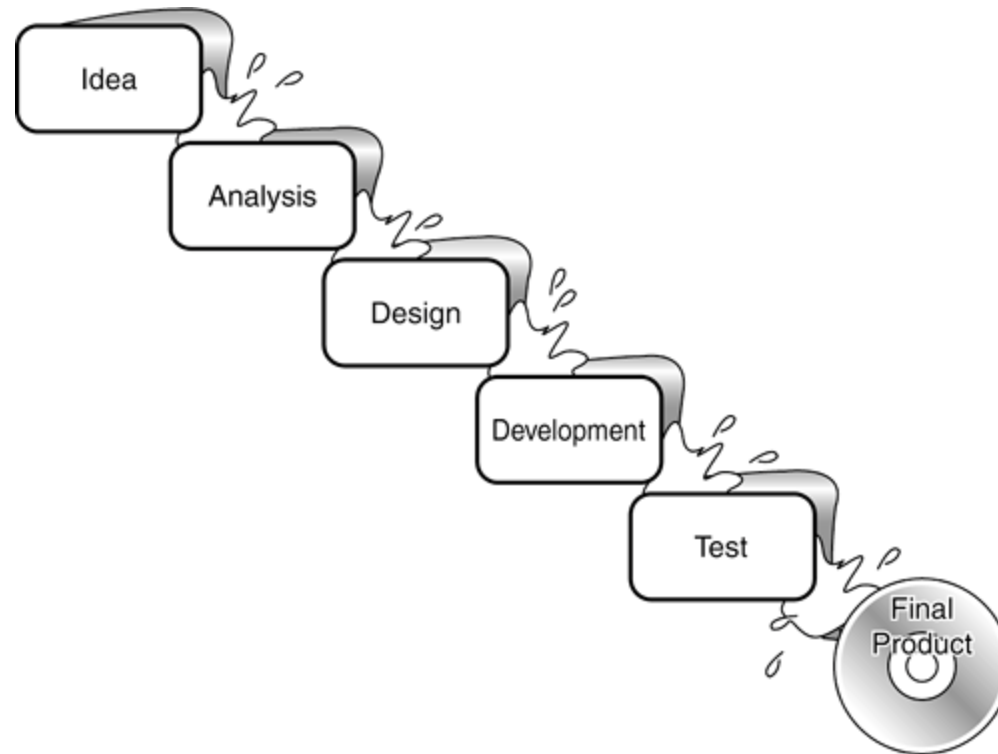 Idea
Analysis
Design
Development
Test
Final
Product